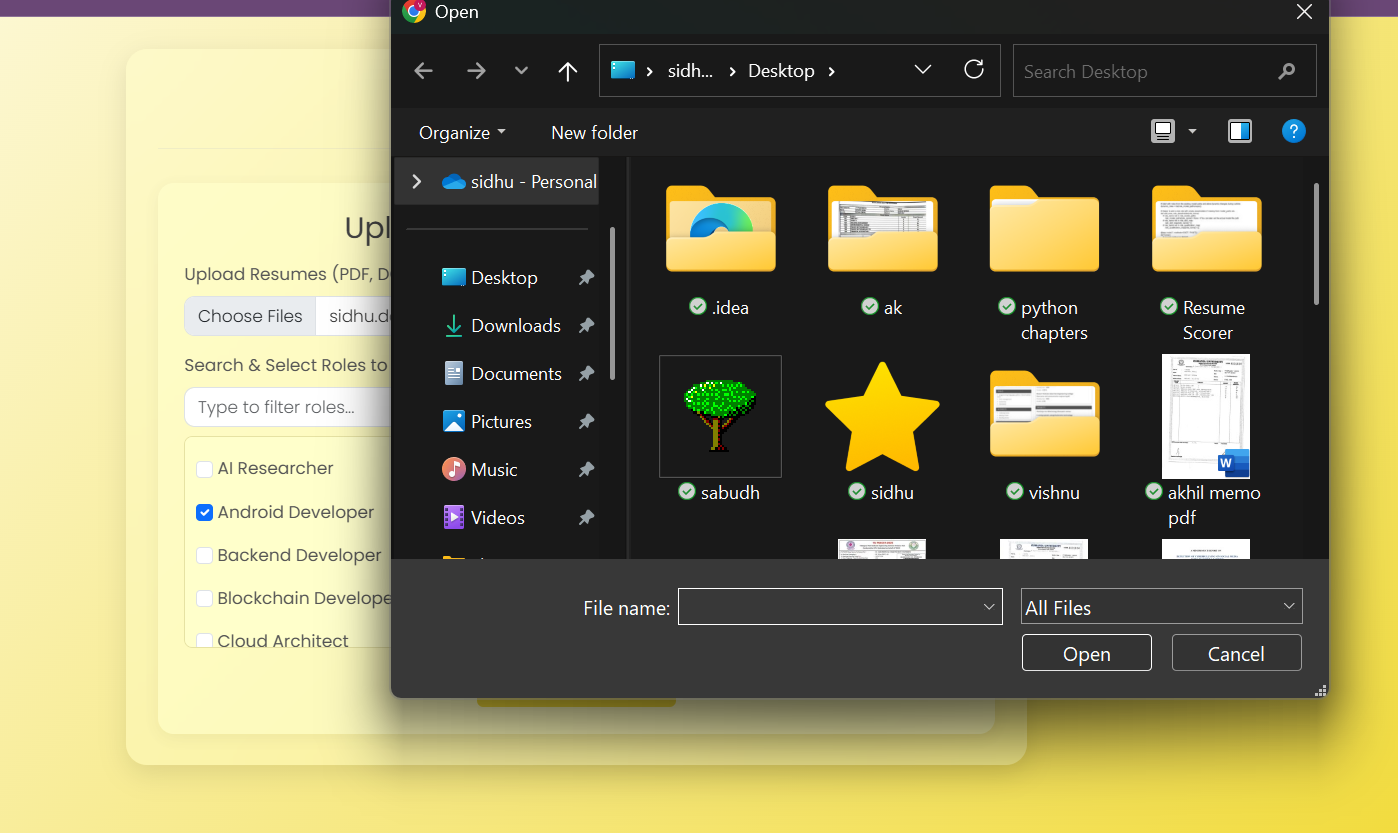 Open
sidh... Desktop
Search Desktop
Organize
New folder
sidhu - Personal
Desktop
Downloads
Documents
Pictures
Music
Videos
.idea
ak
python
chapters
Resume
Scorer
sabudh
sidhu
vishnu
akhil memo
pdf
File name:
All Files
Open
Cancel
Upl
Upload Resumes (PDF, D
Choose Files
sidhu.d
Search & Select Roles to
Type to filter roles...
AI Researcher
Android Developer
Backend Developer
Blockchain Develope
Cloud Architect